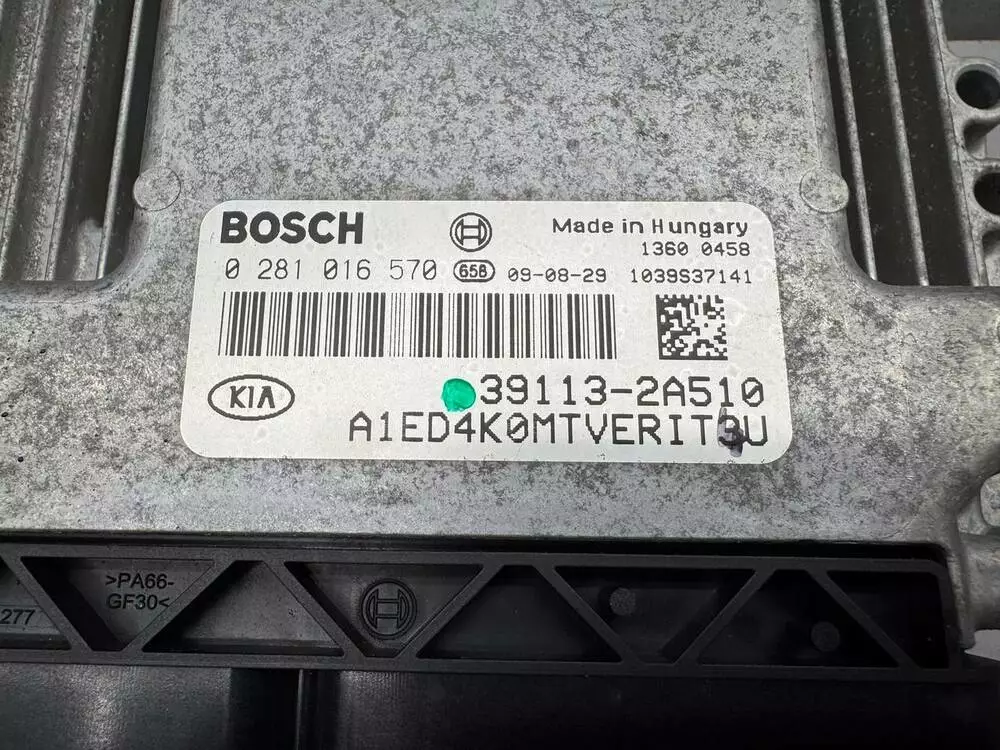 BOSCH
Made in Hungary
1360 0458
0 281 016 570 656 09-08-29 1039S37141
KIA
39113-2A510
A1ED4K0MTVERIT3U
>PA66-
GF30<
277